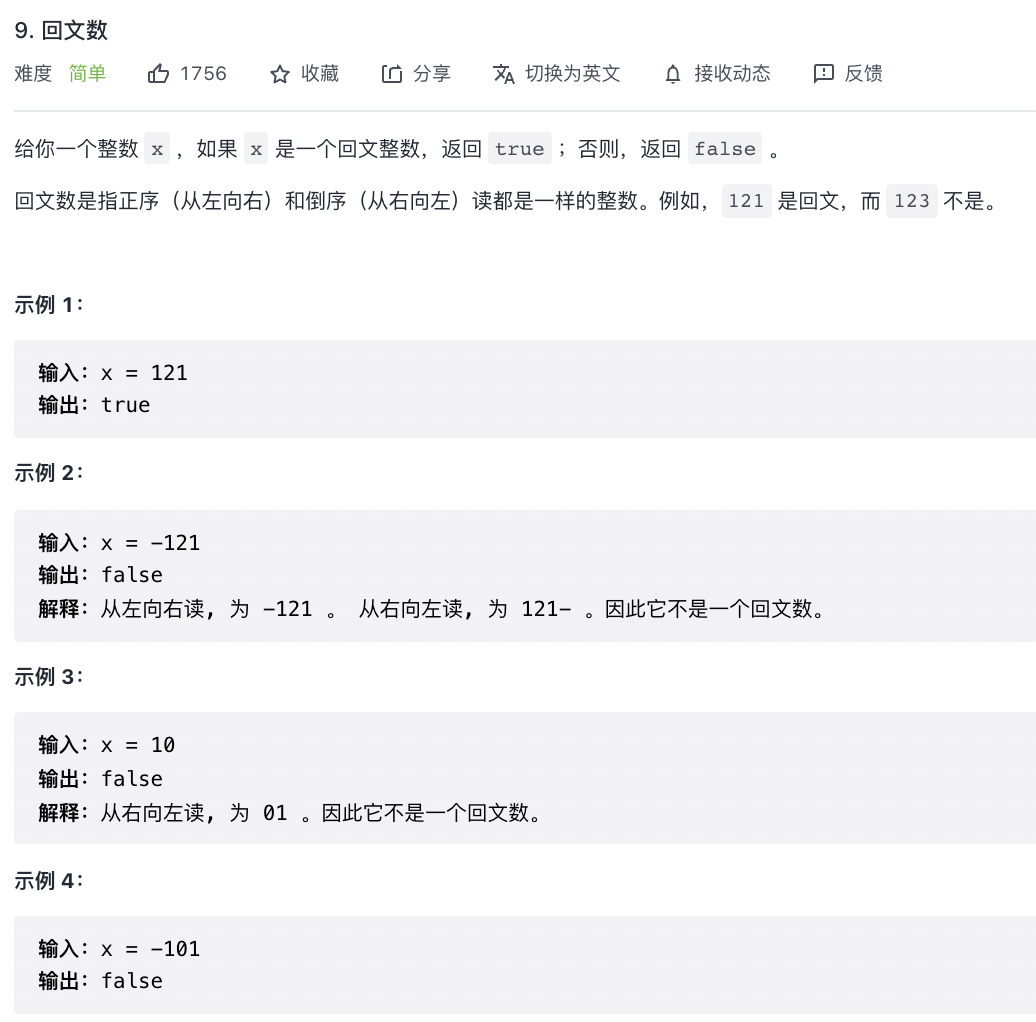 9. 回文数
难度 简单 1756 收藏 分享 切换为英文 接收动态 反馈
给你一个整数 x ，如果 x 是一个回文整数，返回 true ；否则，返回 false 。
回文数是指正序（从左向右）和倒序（从右向左）读都是一样的整数。例如，121 是回文，而 123 不是。
示例 1：
输入：x = 121
输出：true
示例 2：
输入：x = -121
输出：false
解释：从左向右读, 为 -121 。 从右向左读, 为 121- 。因此它不是一个回文数。
示例 3：
输入：x = 10
输出：false
解释：从右向左读, 为 01 。因此它不是一个回文数。
示例 4：
输入：x = -101
输出：false